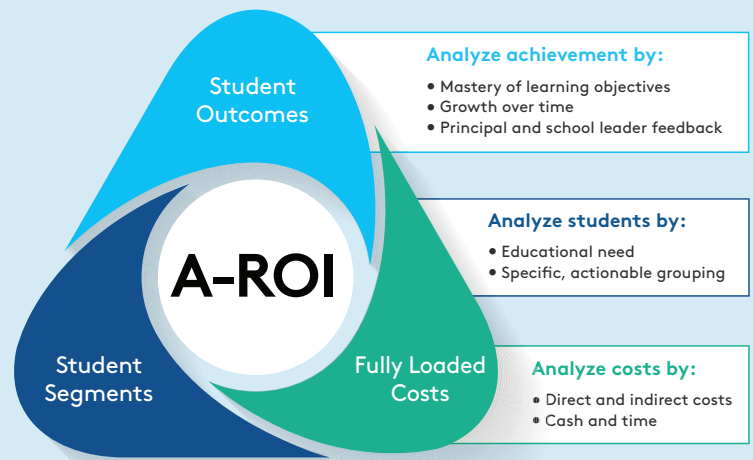 Student
Outcomes
Analyze achievement by:
• Mastery of learning objectives
• Growth over time
• Principal and school leader feedback
A-ROI
Analyze students by:
• Educational need
• Specific, actionable grouping
Student
Segments
Fully Loaded
Costs
Analyze costs by:
• Direct and indirect costs
• Cash and time